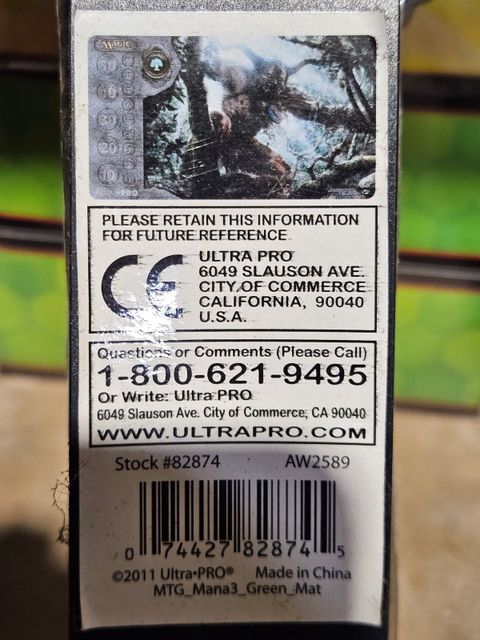 MAGIC
PLEASE RETAIN THIS INFORMATION
FOR FUTURE REFERENCE
CE
ULTRA PRO
6049 SLAUSON AVE.
CITY OF COMMERCE
CALIFORNIA, 90040
U.S.A.
Questions or Comments (Please Call)
1-800-621-9495
Or Write: Ultra PRO
6049 Slauson Ave. City of Commerce, CA 90040
WWW.ULTRAPRO.COM
Stock #82874 AW2589
0 74427 82874 5
©2011 Ultra•PRO® Made in China
MTG_Mana3_Green_Mat